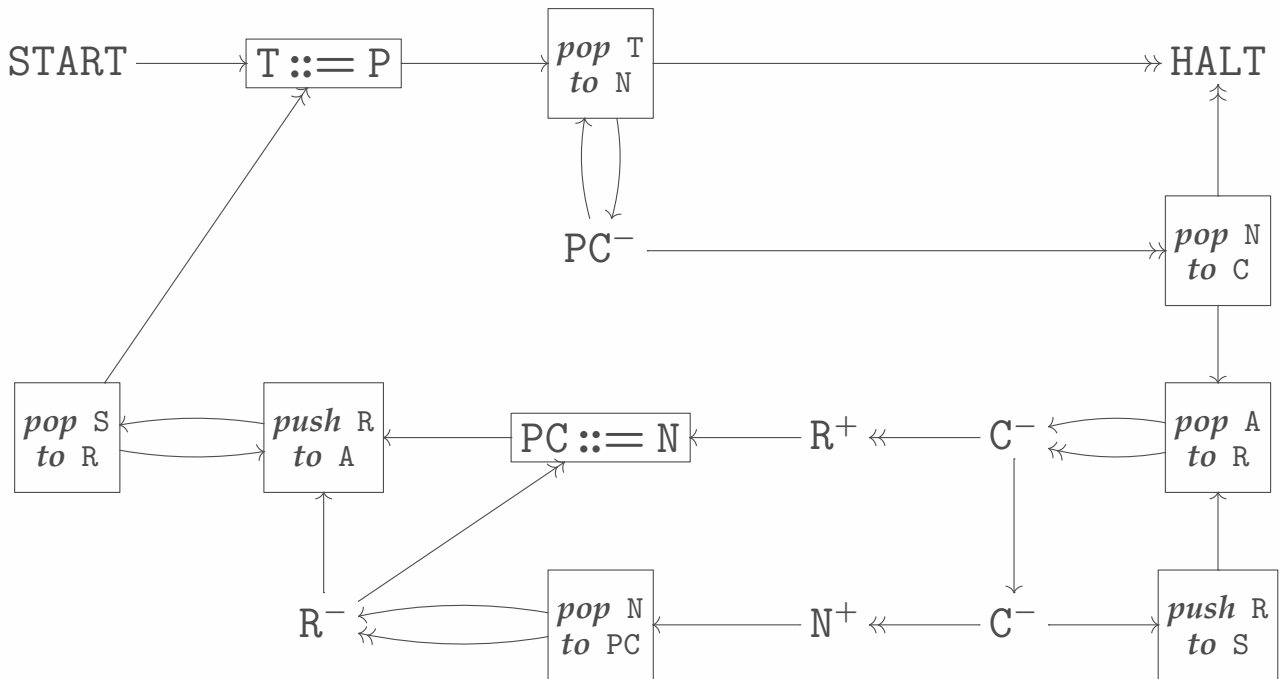 START
T ::= P
pop T
to N
HALT
PC⁻
pop N
to C
pop S
to R
push R
to A
PC ::= N
R⁺
C⁻
pop A
to R
R⁻
pop N
to PC
N⁺
C⁻
push R
to S